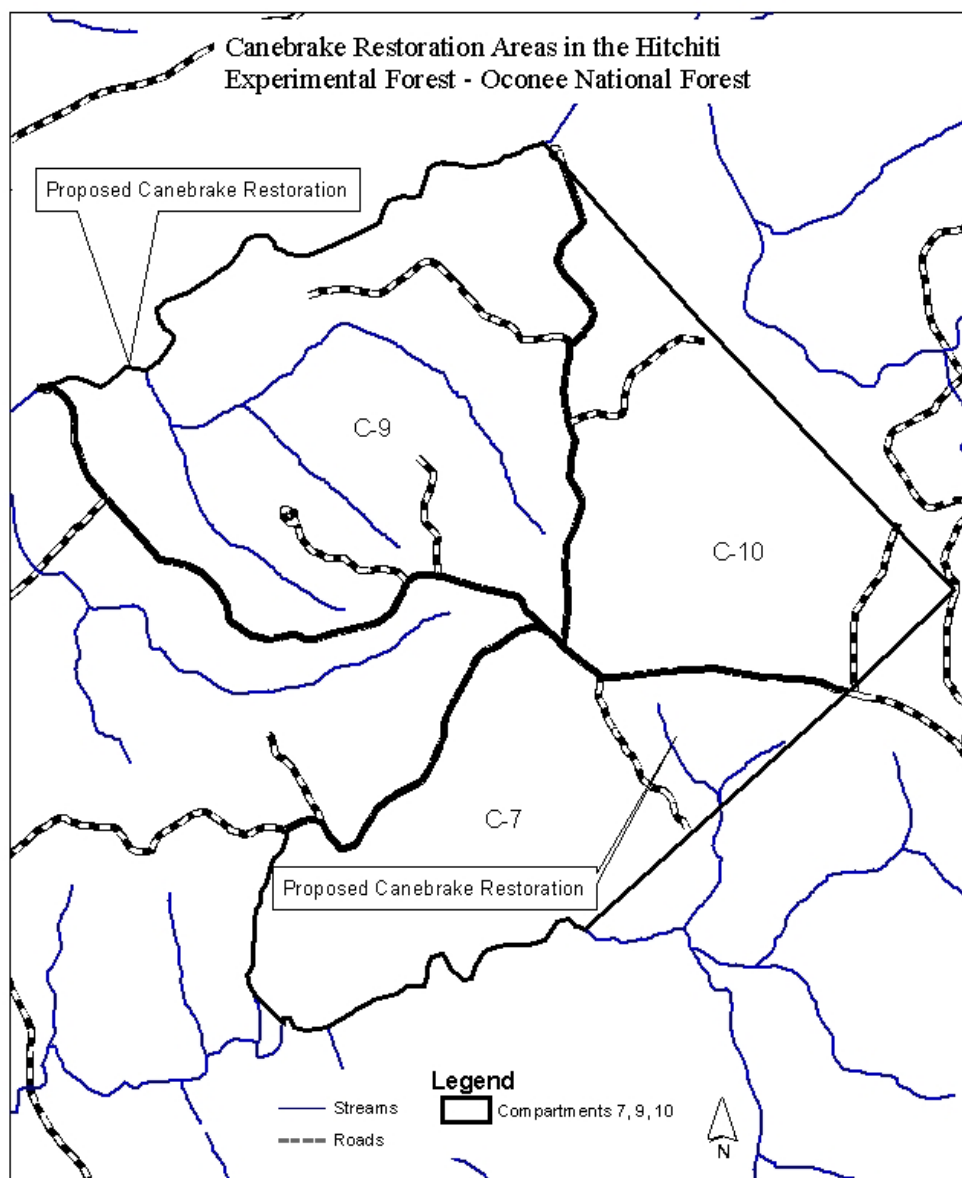 Canebrake Restoration Areas in the Hitchiti
Experimental Forest - Oconee National Forest
Proposed Canebrake Restoration
C-9
C-10
C-7
Proposed Canebrake Restoration
Legend
Streams
Compartments 7, 9, 10
Roads
N